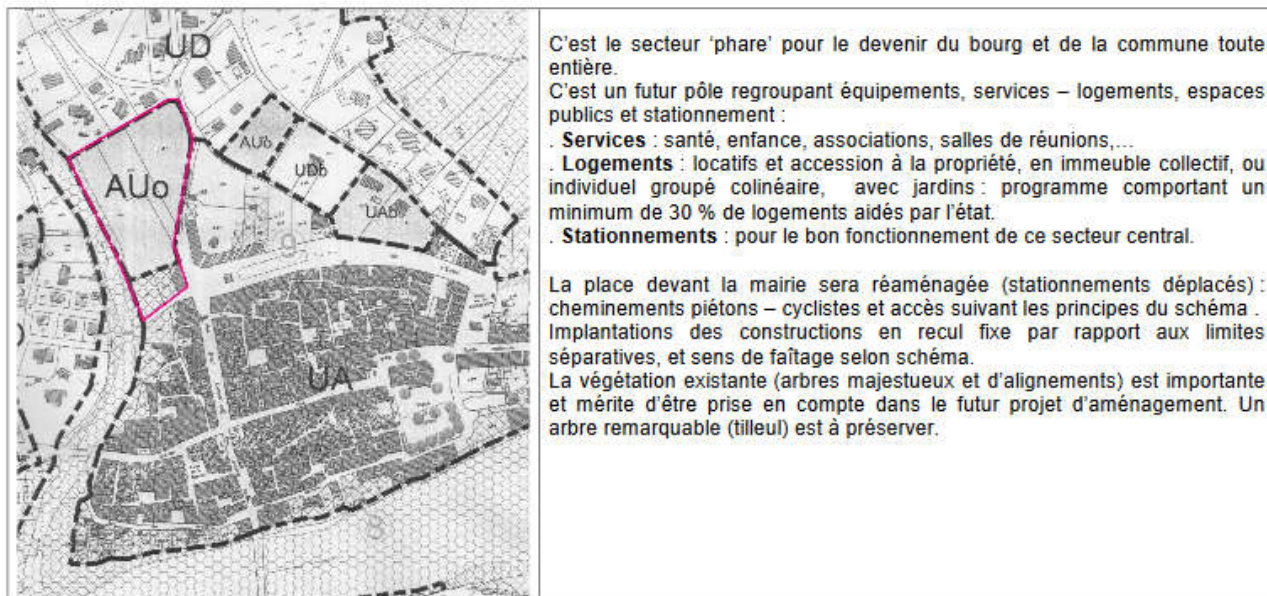 UD
AUo
AUb
UDb
UAb
9
UA
8
C'est le secteur 'phare' pour le devenir du bourg et de la commune toute
entière.
C'est un futur pôle regroupant équipements, services – logements, espaces
publics et stationnement :
. Services : santé, enfance, associations, salles de réunions,…
. Logements : locatifs et accession à la propriété, en immeuble collectif, ou
individuel groupé colinéaire, avec jardins : programme comportant un
minimum de 30 % de logements aidés par l'état.
. Stationnements : pour le bon fonctionnement de ce secteur central.
La place devant la mairie sera réaménagée (stationnements déplacés) :
cheminements piétons – cyclistes et accès suivant les principes du schéma .
Implantations des constructions en recul fixe par rapport aux limites
séparatives, et sens de faîtage selon schéma.
La végétation existante (arbres majestueux et d'alignements) est importante
et mérite d'être prise en compte dans le futur projet d'aménagement. Un
arbre remarquable (tilleul) est à préserver.